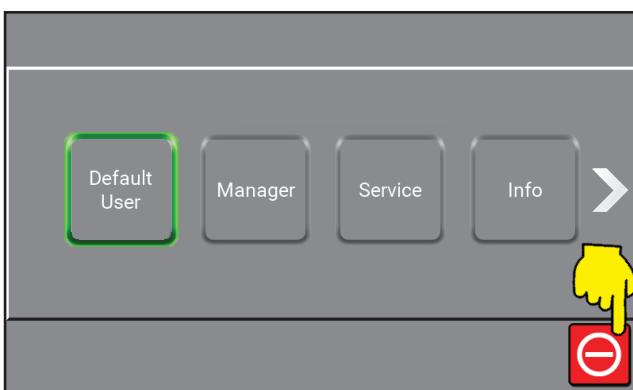 Default
User
Manager
Service
Info